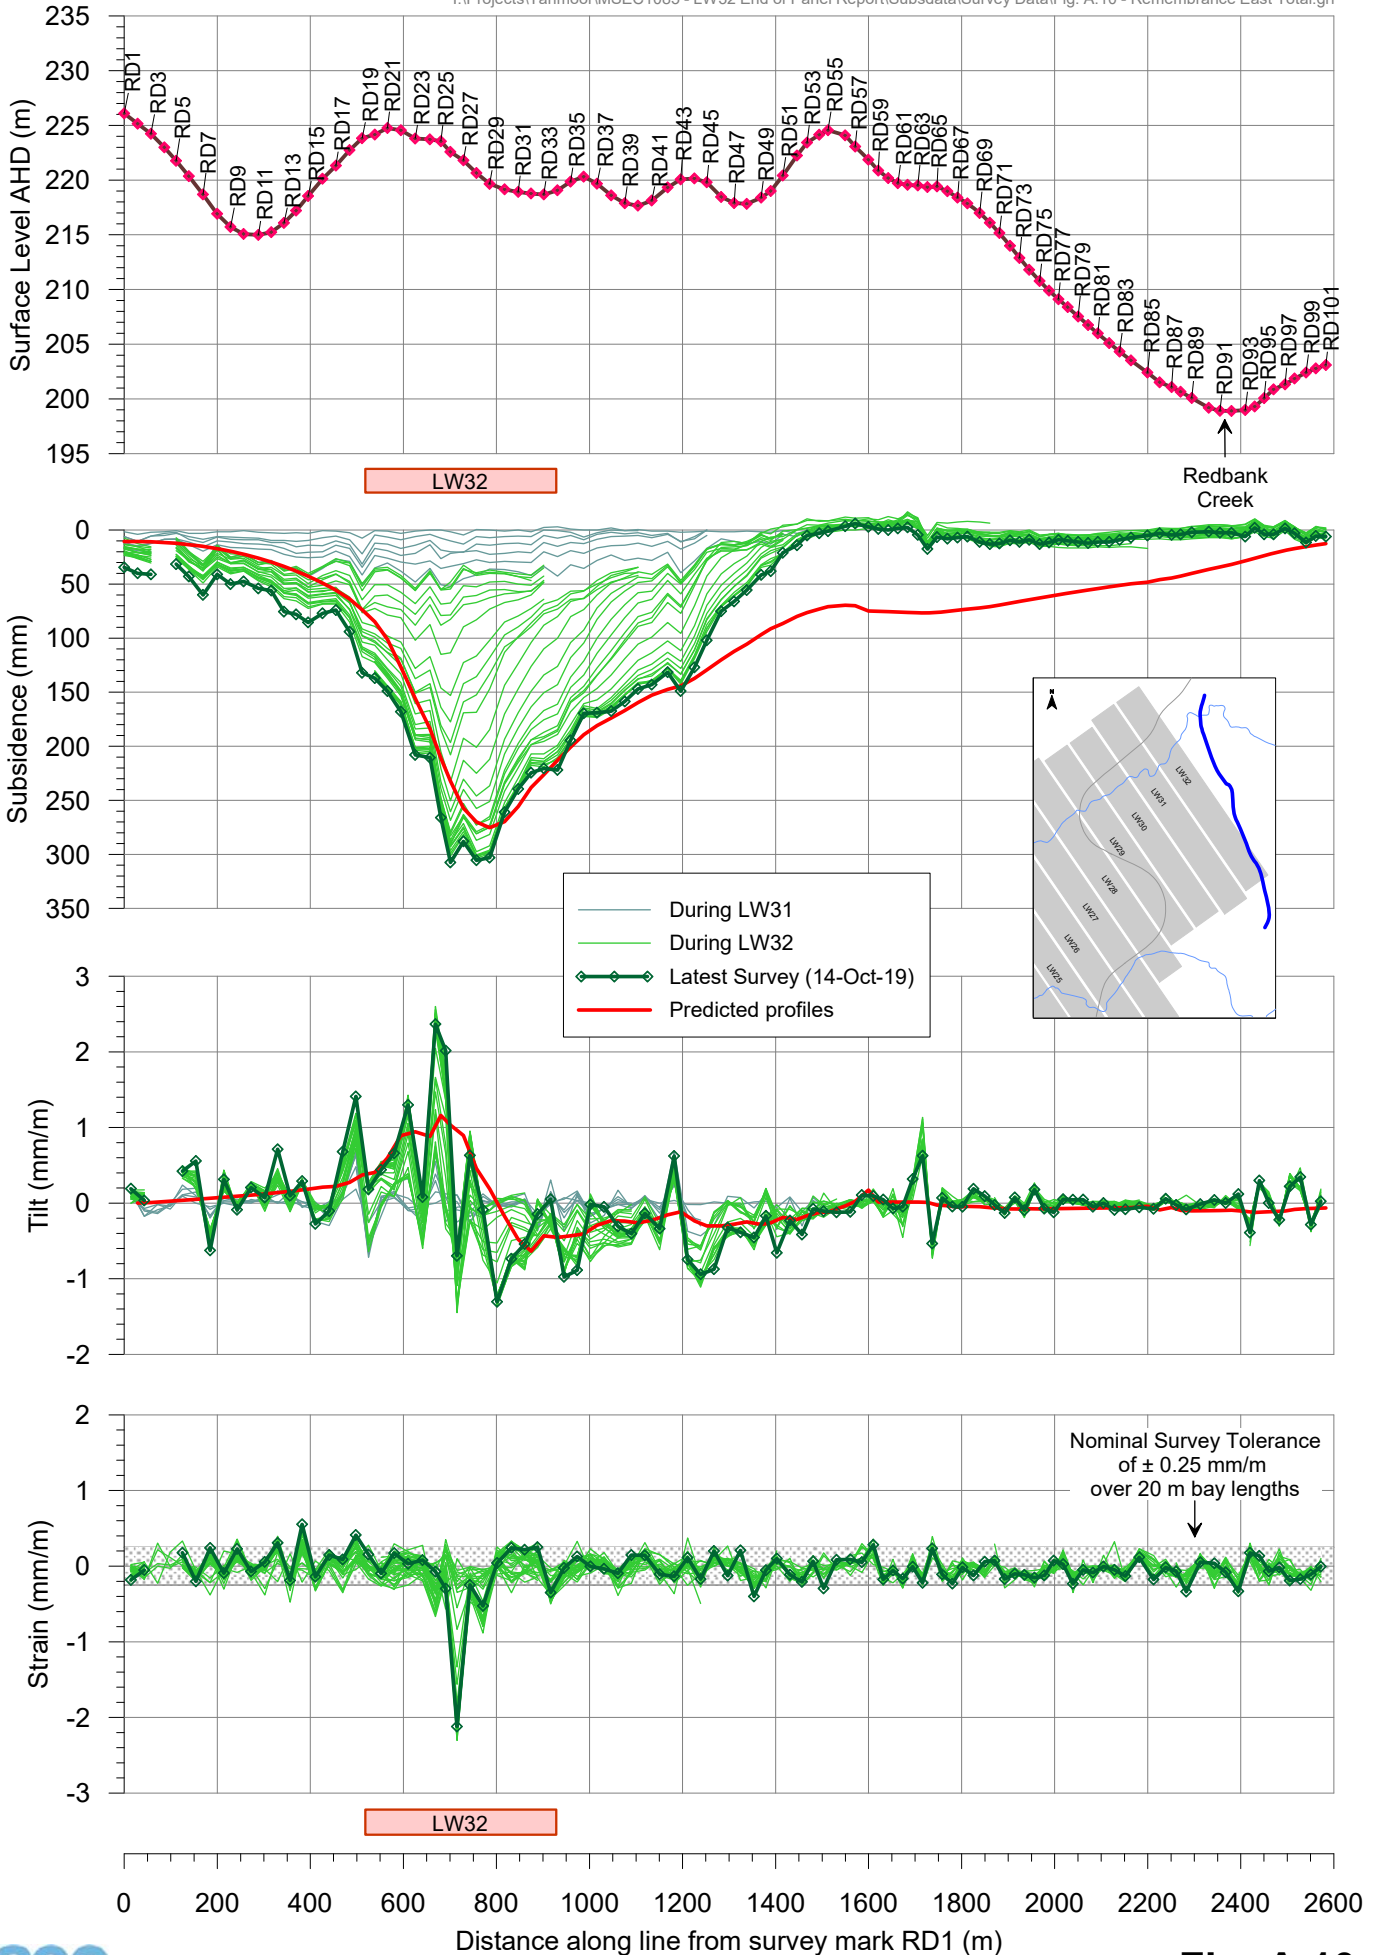 235
230
225
220
215
210
205
200
195
Surface Level AHD (m)
RD1
RD3
RD5
RD7
RD9
RD11
RD13
RD15
RD17
RD19
RD21
RD23
RD25
RD27
RD29
RD31
RD33
RD35
RD37
RD39
RD41
RD43
RD45
RD47
RD49
RD51
RD53
RD55
RD57
RD59
RD61
RD63
RD65
RD67
RD69
RD71
RD73
RD75
RD77
RD79
RD81
RD83
RD85
RD87
RD89
RD91
RD93
RD95
RD97
RD99
RD101
Redbank
Creek
LW32
0
50
100
150
200
250
300
350
Subsidence (mm)
N
LW32
LW31
LW30
LW29
LW28
LW27
LW26
LW25
During LW31
During LW32
Latest Survey (14-Oct-19)
Predicted profiles
3
2
1
0
-1
-2
Tilt (mm/m)
2
1
0
-1
-2
-3
Strain (mm/m)
Nominal Survey Tolerance
of ± 0.25 mm/m
over 20 m bay lengths
LW32
0 200 400 600 800 1000 1200 1400 1600 1800 2000 2200 2400 2600
Distance along line from survey mark RD1 (m)